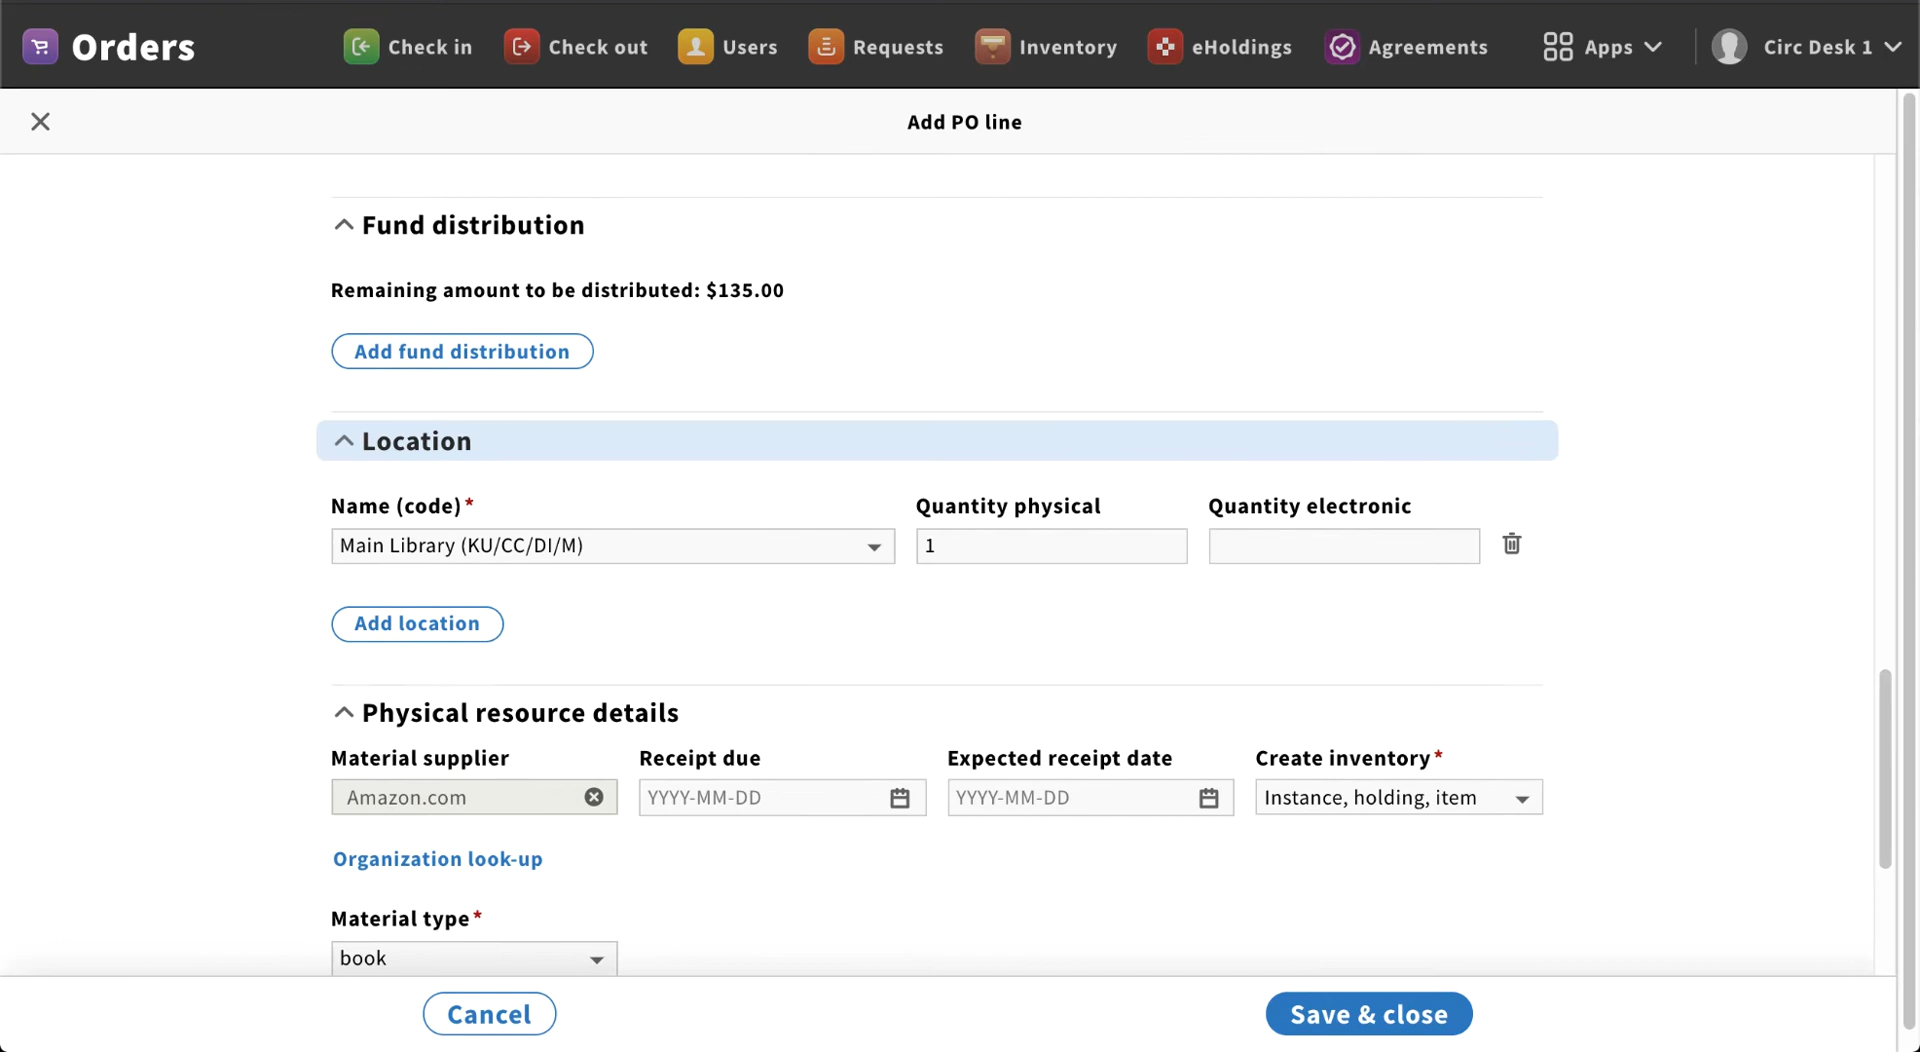 Orders
Check in
Check out
Users
Requests
Inventory
eHoldings
Agreements
Apps
Circ Desk 1
Add PO line
Fund distribution
Remaining amount to be distributed: $135.00
Add fund distribution
Location
Name (code)* Quantity physical Quantity electronic
Main Library (KU/CC/DI/M) 1
Add location
Physical resource details
Material supplier Receipt due Expected receipt date Create inventory*
Amazon.com YYYY-MM-DD YYYY-MM-DD Instance, holding, item
Organization look-up
Material type*
book
Cancel Save & close